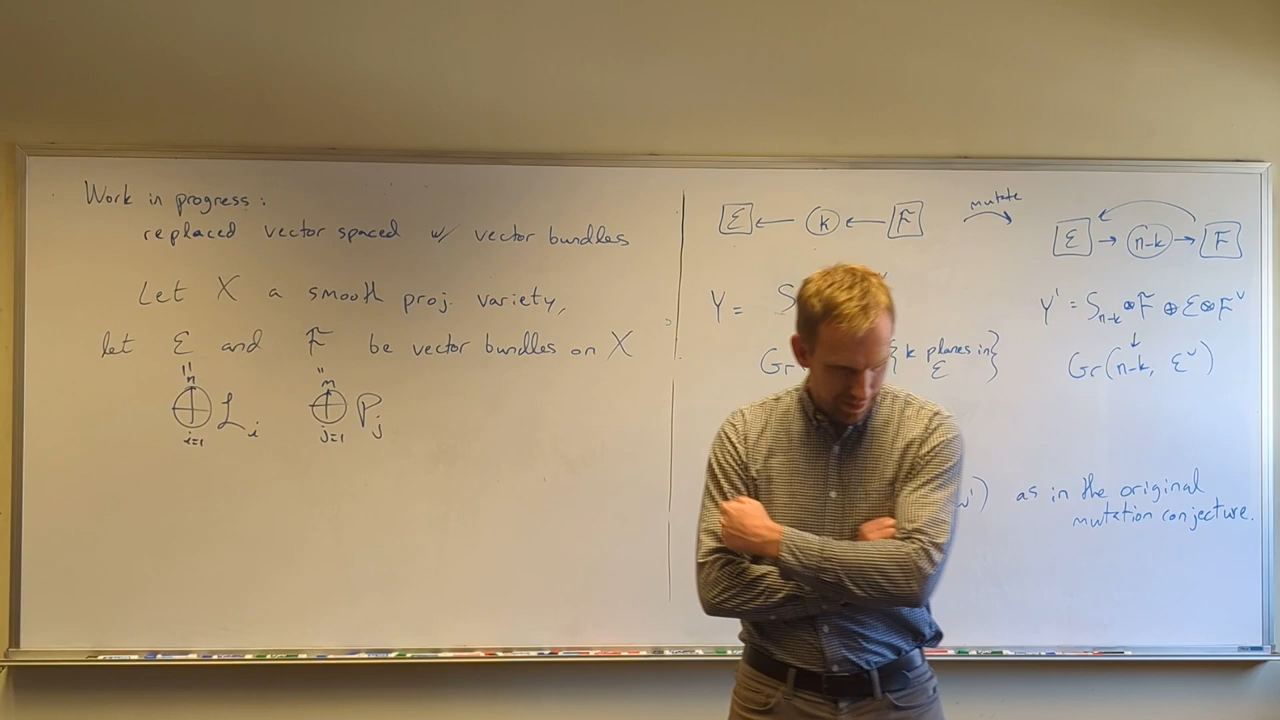 Work in progress:
replaced vector spaced w/ vector bundles
Let X a smooth proj. variety,
let ℰ and ℱ be vector bundles on X
" "
n m
⊕ ℒ_i ⊕ P_j
i=1 j=1
ℰ ← k ← ℱ mutate ℰ → n-k → ℱ
Y = S
Gr { k planes in ℰ }
Y' = S_{n-k} ⊗ ℱ ⊕ ℰ ⊗ ℱ^∨
↓
Gr(n-k, ℰ^∨)
w') as in the original
mutation conjecture.